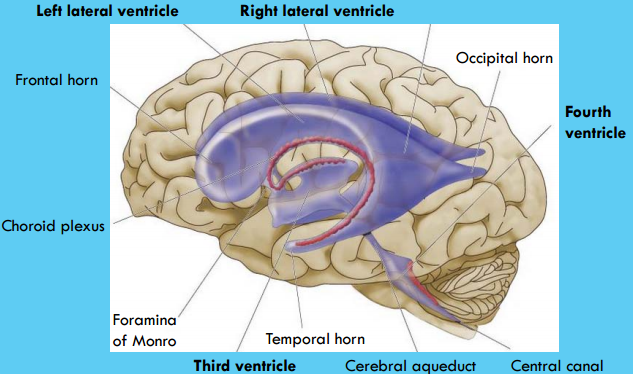 Left lateral ventricle
Right lateral ventricle
Occipital horn
Frontal horn
Fourth
ventricle
Choroid plexus
Foramina
of Monro
Temporal horn
Third ventricle
Cerebral aqueduct
Central canal